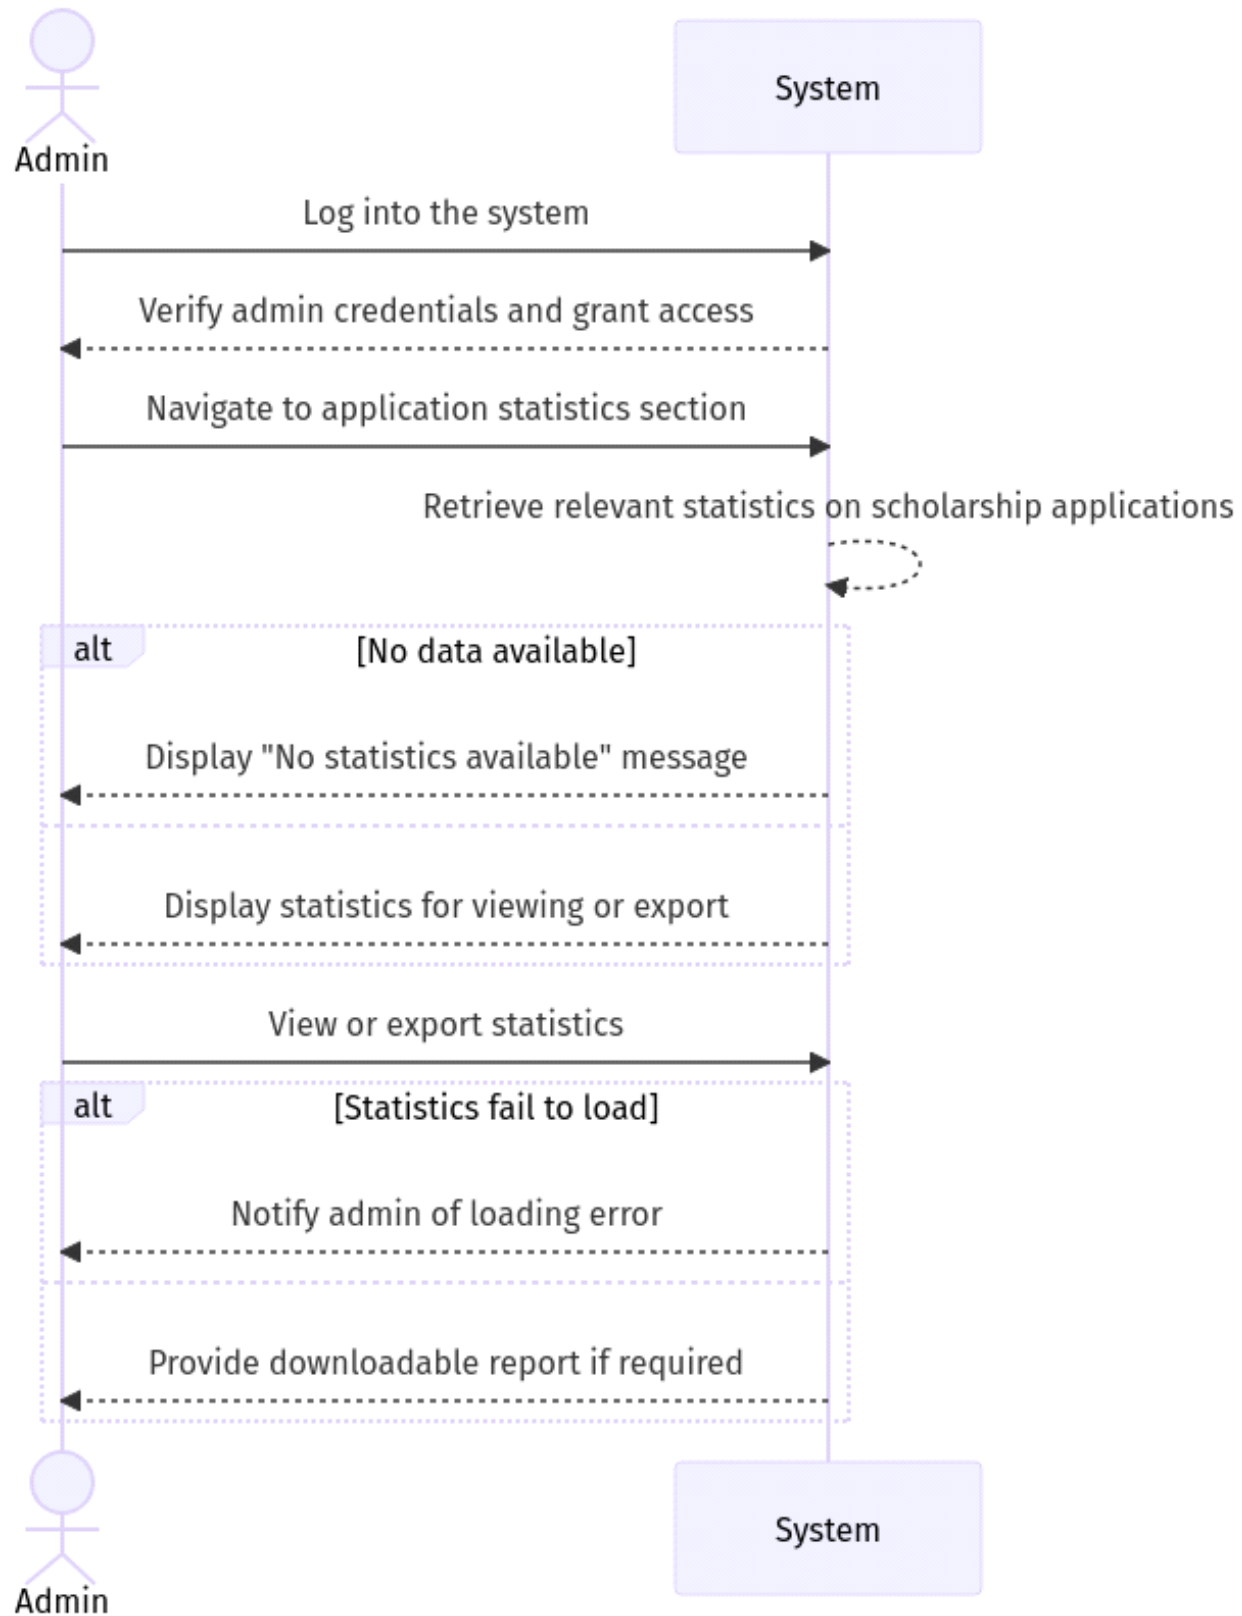 Admin
System
Log into the system
Verify admin credentials and grant access
Navigate to application statistics section
Retrieve relevant statistics on scholarship applications
alt
[No data available]
Display "No statistics available" message
Display statistics for viewing or export
View or export statistics
alt
[Statistics fail to load]
Notify admin of loading error
Provide downloadable report if required
Admin
System